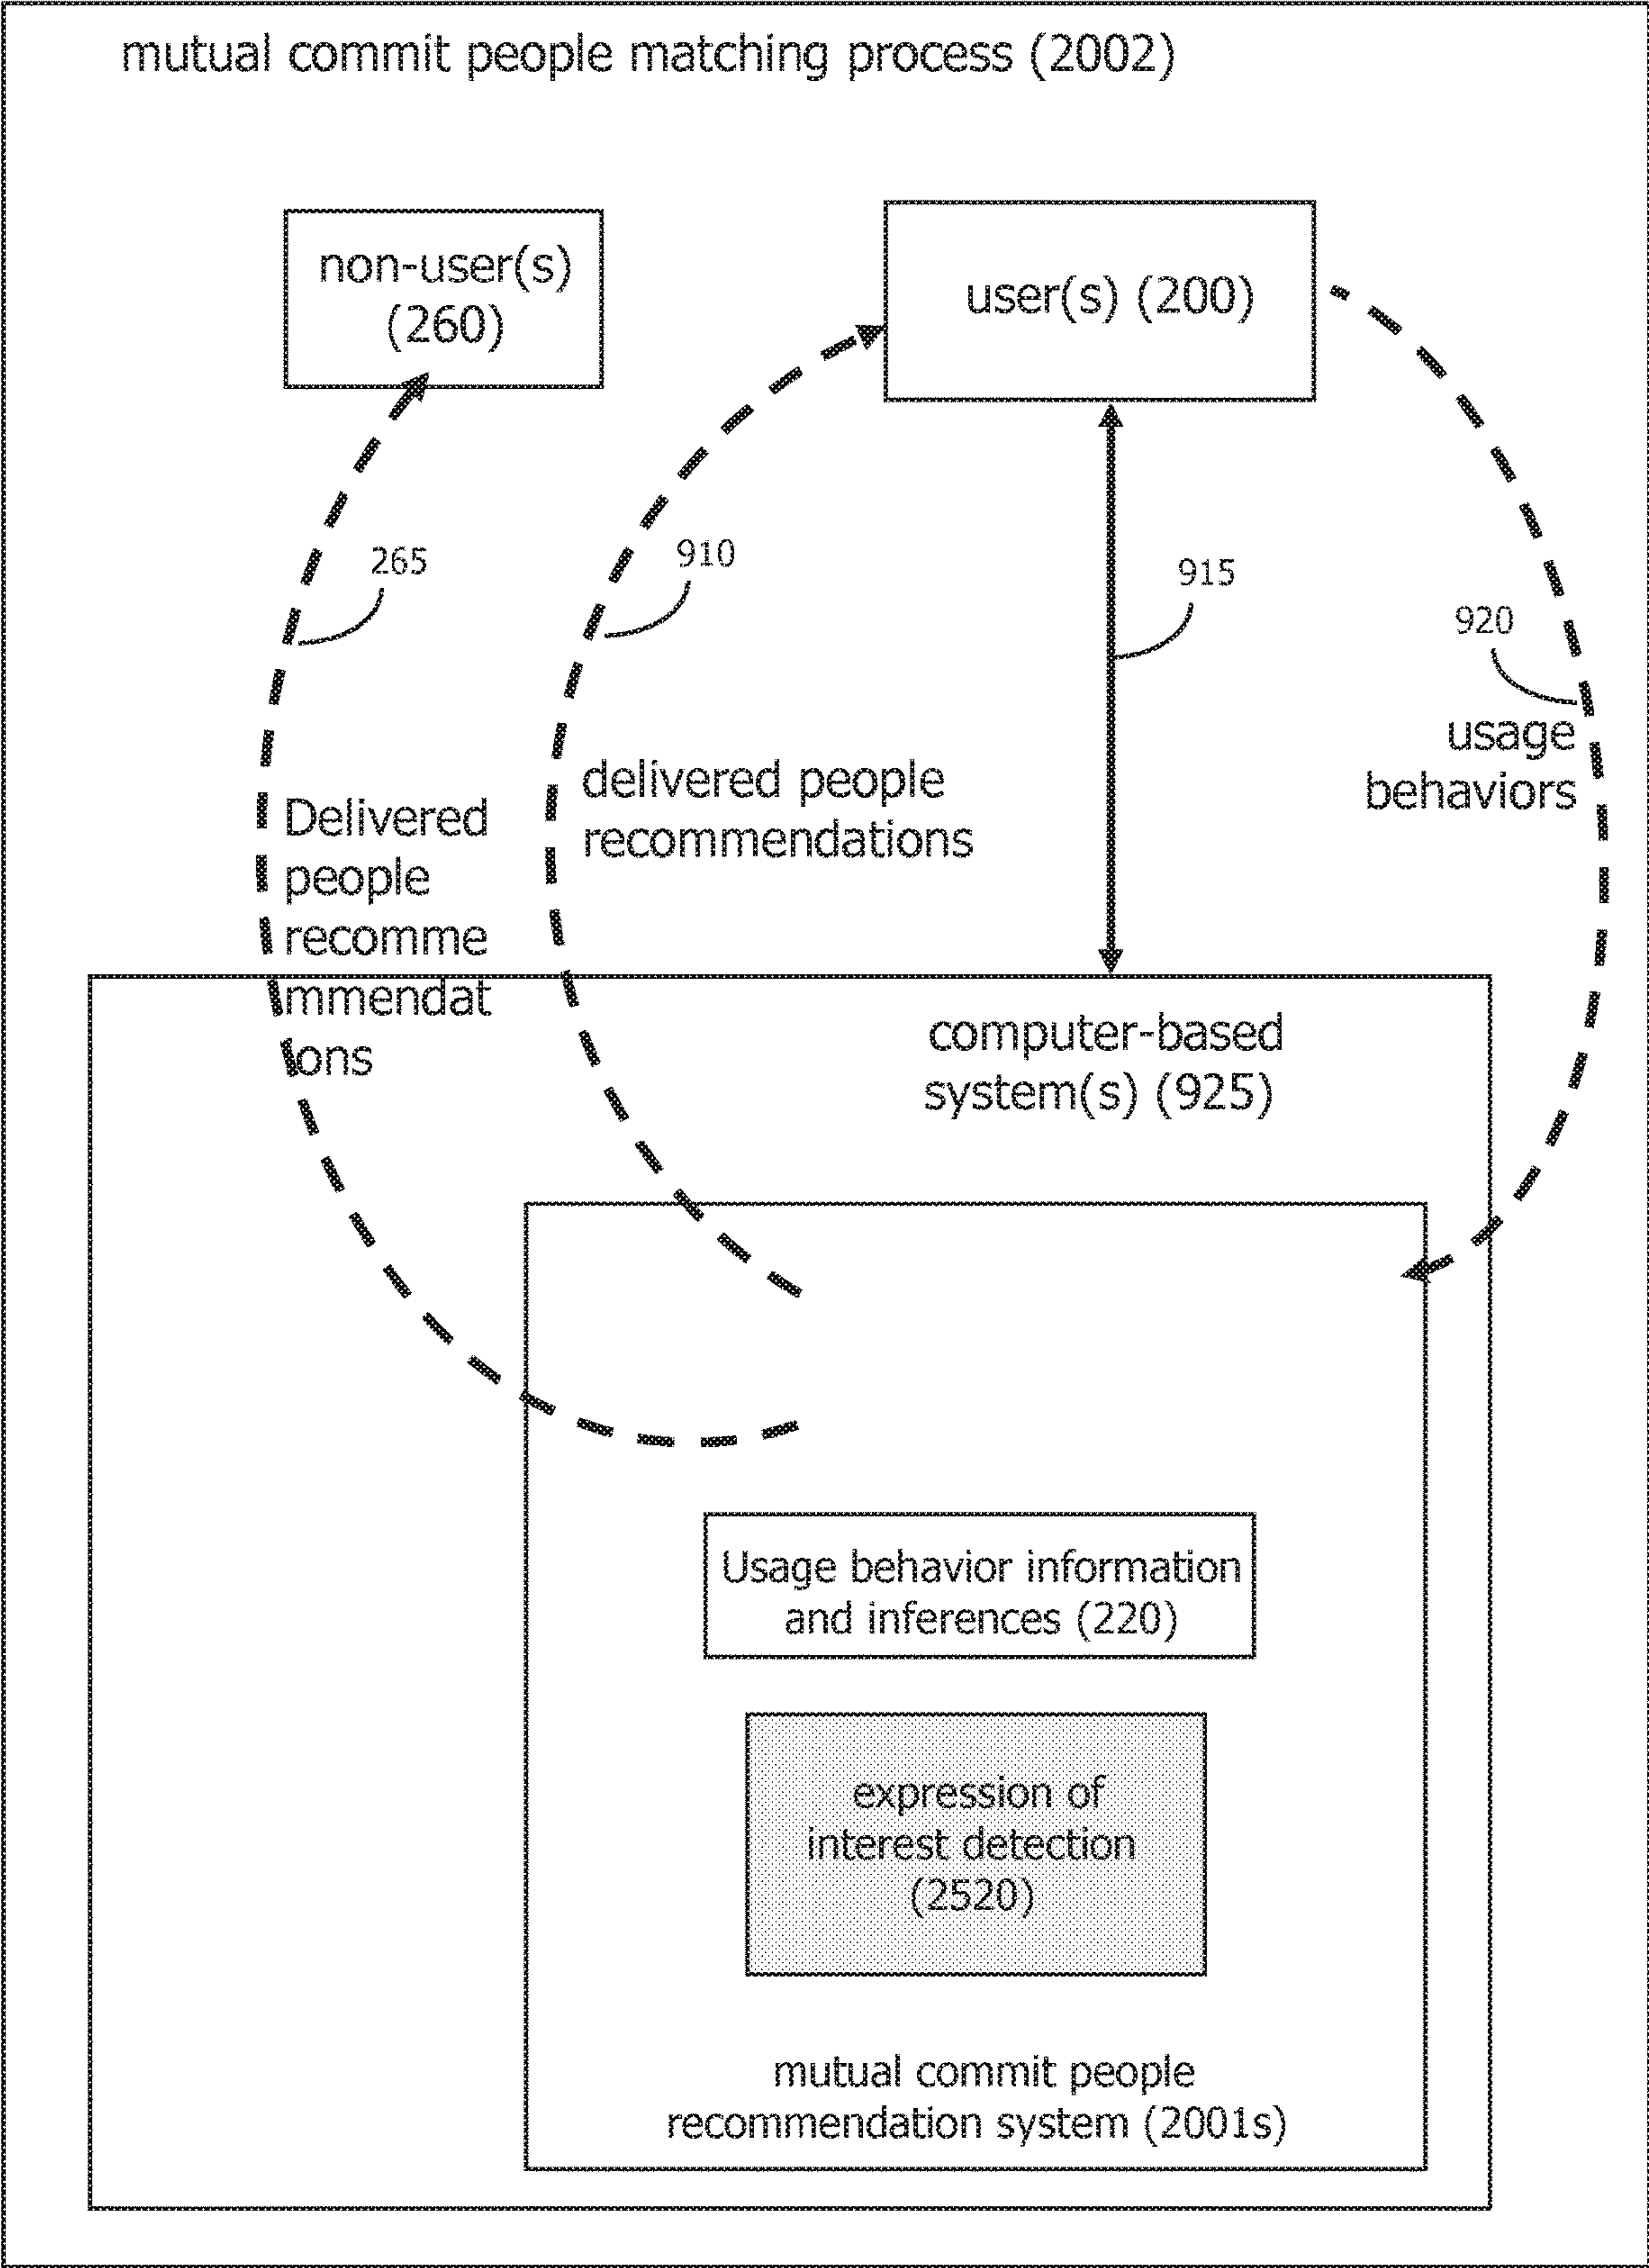 mutual commit people matching process (2002)
non-user(s)
(260)
user(s) (200)
265
910
915
920
usage
behaviors
delivered people
recommendations
Delivered
people
recomme
mmendat
ons
computer-based
system(s) (925)
Usage behavior information
and inferences (220)
expression of
interest detection
(2520)
mutual commit people
recommendation system (2001s)